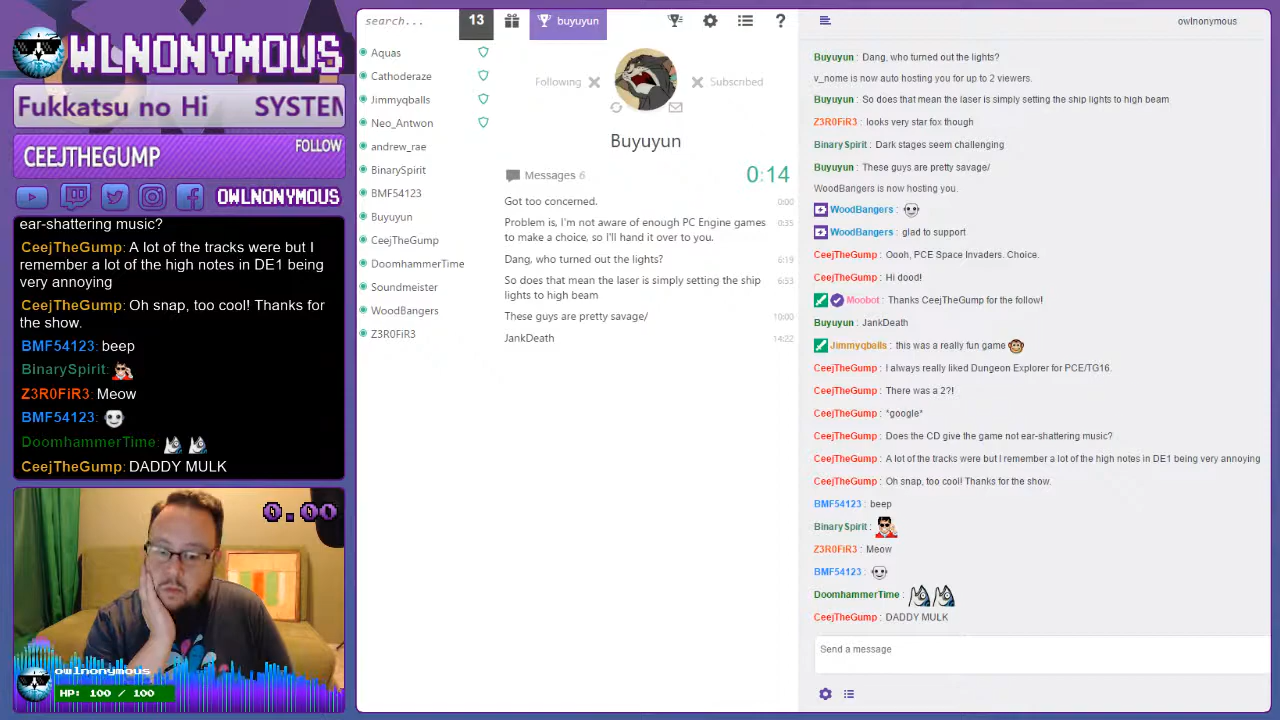 OWLNONYMOUS
Fukkatsu no Hi SYSTEM
CEEJTHEGUMP
FOLLOW
OWLNONYMOUS
ear-shattering music?
CeejTheGump: A lot of the tracks were but I
remember a lot of the high notes in DE1 being
very annoying
CeejTheGump: Oh snap, too cool! Thanks for
the show.
BMF54123: beep
BinarySpirit:
Z3R0FiR3: Meow
BMF54123:
DoomhammerTime:
CeejTheGump: DADDY MULK
0.00
owlnonymous
HP: 100 / 100
search...
13
buyuyun
?
Aquas
Cathoderaze
Jimmyqballs
Neo_Antwon
andrew_rae
BinarySpirit
BMF54123
Buyuyun
CeejTheGump
DoomhammerTime
Soundmeister
WoodBangers
Z3R0FiR3
Following
Subscribed
Buyuyun
Messages 6
0:14
Got too concerned. 0:00
Problem is, I'm not aware of enough PC Engine games 0:35
to make a choice, so I'll hand it over to you.
Dang, who turned out the lights? 6:19
So does that mean the laser is simply setting the ship 6:33
lights to high beam
These guys are pretty savage/ 10:00
JankDeath 14:22
owlnonymous
Buyuyun : Dang, who turned out the lights?
v_nome is now auto hosting you for up to 2 viewers.
Buyuyun : So does that mean the laser is simply setting the ship lights to high beam
Z3R0FiR3 : looks very star fox though
BinarySpirit : Dark stages seem challenging
Buyuyun : These guys are pretty savage/
WoodBangers is now hosting you.
WoodBangers :
WoodBangers : glad to support
CeejTheGump : Oooh, PCE Space Invaders. Choice.
CeejTheGump : Hi dood!
Moobot : Thanks CeejTheGump for the follow!
Buyuyun : JankDeath
Jimmyqballs : this was a really fun game
CeejTheGump : I always really liked Dungeon Explorer for PCE/TG16.
CeejTheGump : There was a 2?!
CeejTheGump : *google*
CeejTheGump : Does the CD give the game not ear-shattering music?
CeejTheGump : A lot of the tracks were but I remember a lot of the high notes in DE1 being very annoying
CeejTheGump : Oh snap, too cool! Thanks for the show.
BMF54123 : beep
BinarySpirit :
Z3R0FiR3 : Meow
BMF54123 :
DoomhammerTime :
CeejTheGump : DADDY MULK
Send a message